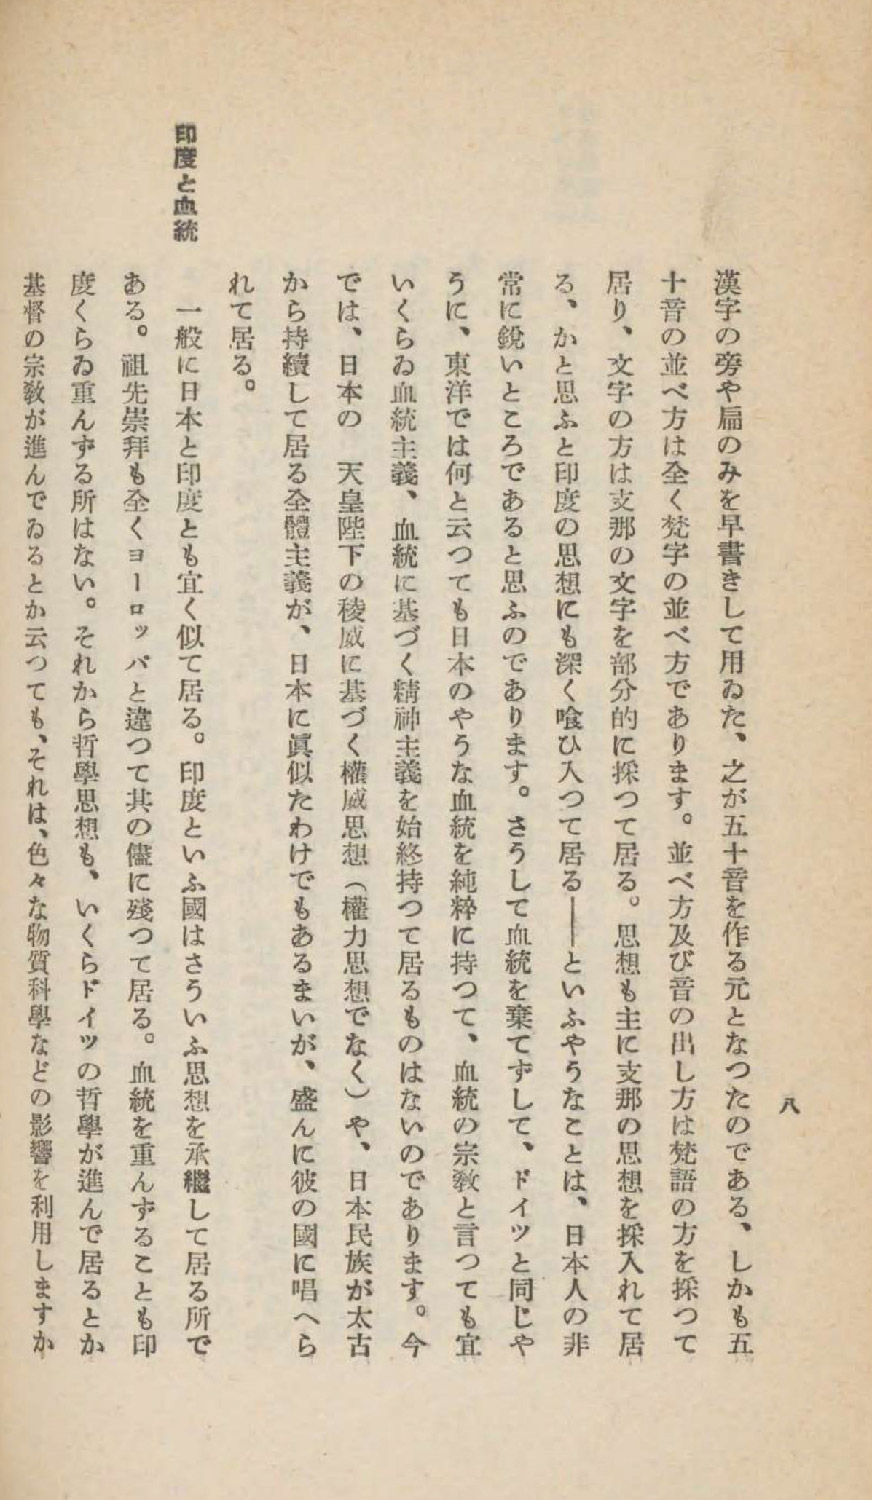 八
漢字の旁や扁のみを早書きして用ゐた、之が五十音を作る元となつたのである、しかも五
十音の並べ方は全く梵字の並べ方であります。並べ方及び音の出し方は梵語の方を採つて
居り、文字の方は支那の文字を部分的に採つて居る。思想も主に支那の思想を採入れて居
る、かと思ふと印度の思想にも深く喰ひ入つて居る――といふやうなことは、日本人の非
常に鋭いところであると思ふのであります。さうして血統を棄てずして、ドイツと同じや
うに、東洋では何と云つても日本のやうな血統を純粋に持つて、血統の宗教と言つても宜
いくらゐ血統主義、血統に基づく精神主義を始終持つて居るものはないのであります。今
では、日本の　天皇陛下の稜威に基づく權威思想（權力思想でなく）や、日本民族が太古
から持續して居る全體主義が、日本に眞似たわけでもあるまいが、盛んに彼の國に唱へら
れて居る。
印度と血統
一般に日本と印度とも宜く似て居る。印度といふ國はさういふ思想を承繼して居る所で
ある。祖先崇拜も全くヨーロッパと違つて其の儘に殘つて居る。血統を重んずることも印
度くらゐ重んずる所はない。それから哲學思想も、いくらドイツの哲學が進んで居るとか
基督の宗教が進んでゐるとか云つても、それは、色々な物質科學などの影響を利用しますか